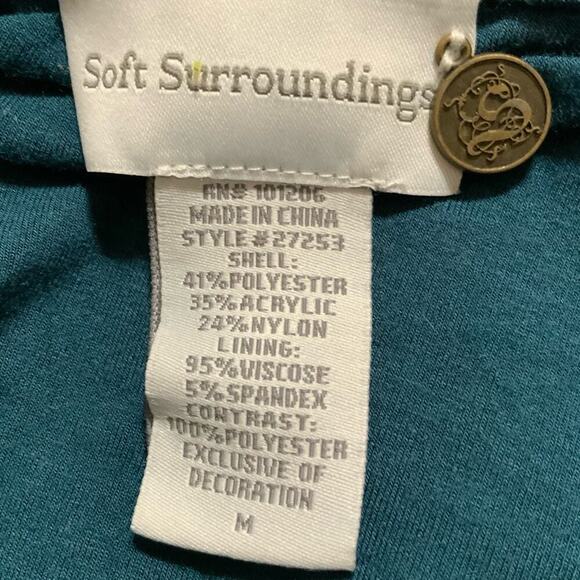 Soft Surroundings
RN# 101206
MADE IN CHINA
STYLE #27253
SHELL:
41%POLYESTER
35%ACRYLIC
24%NYLON
LINING:
95%VISCOSE
5%SPANDEX
CONTRAST:
100%POLYESTER
EXCLUSIVE OF
DECORATION
M